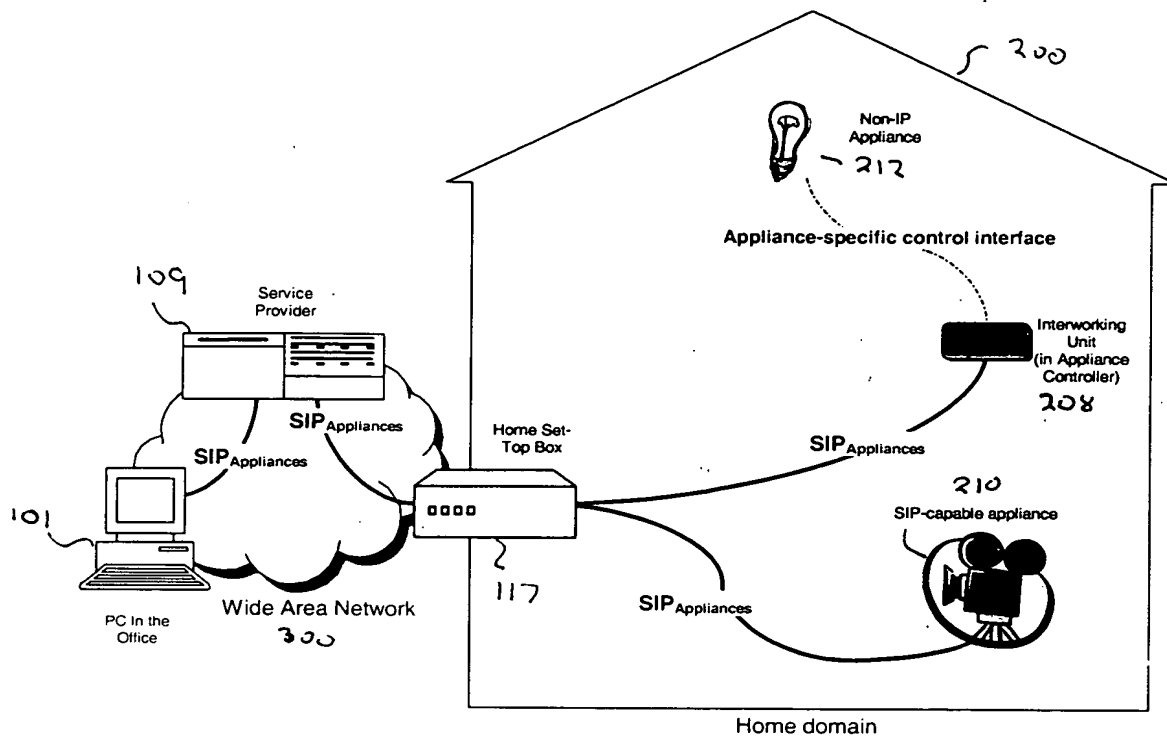 200
Non-IP
Appliance
212
Appliance-specific control interface
109
Service
Provider
Interworking
Unit
(in Appliance
Controller)
208
SIPAppliances
SIPAppliances
Home Set-
Top Box
SIPAppliances
210
SIP-capable appliance
101
117
SIPAppliances
Wide Area Network
300
PC In the
Office
Home domain